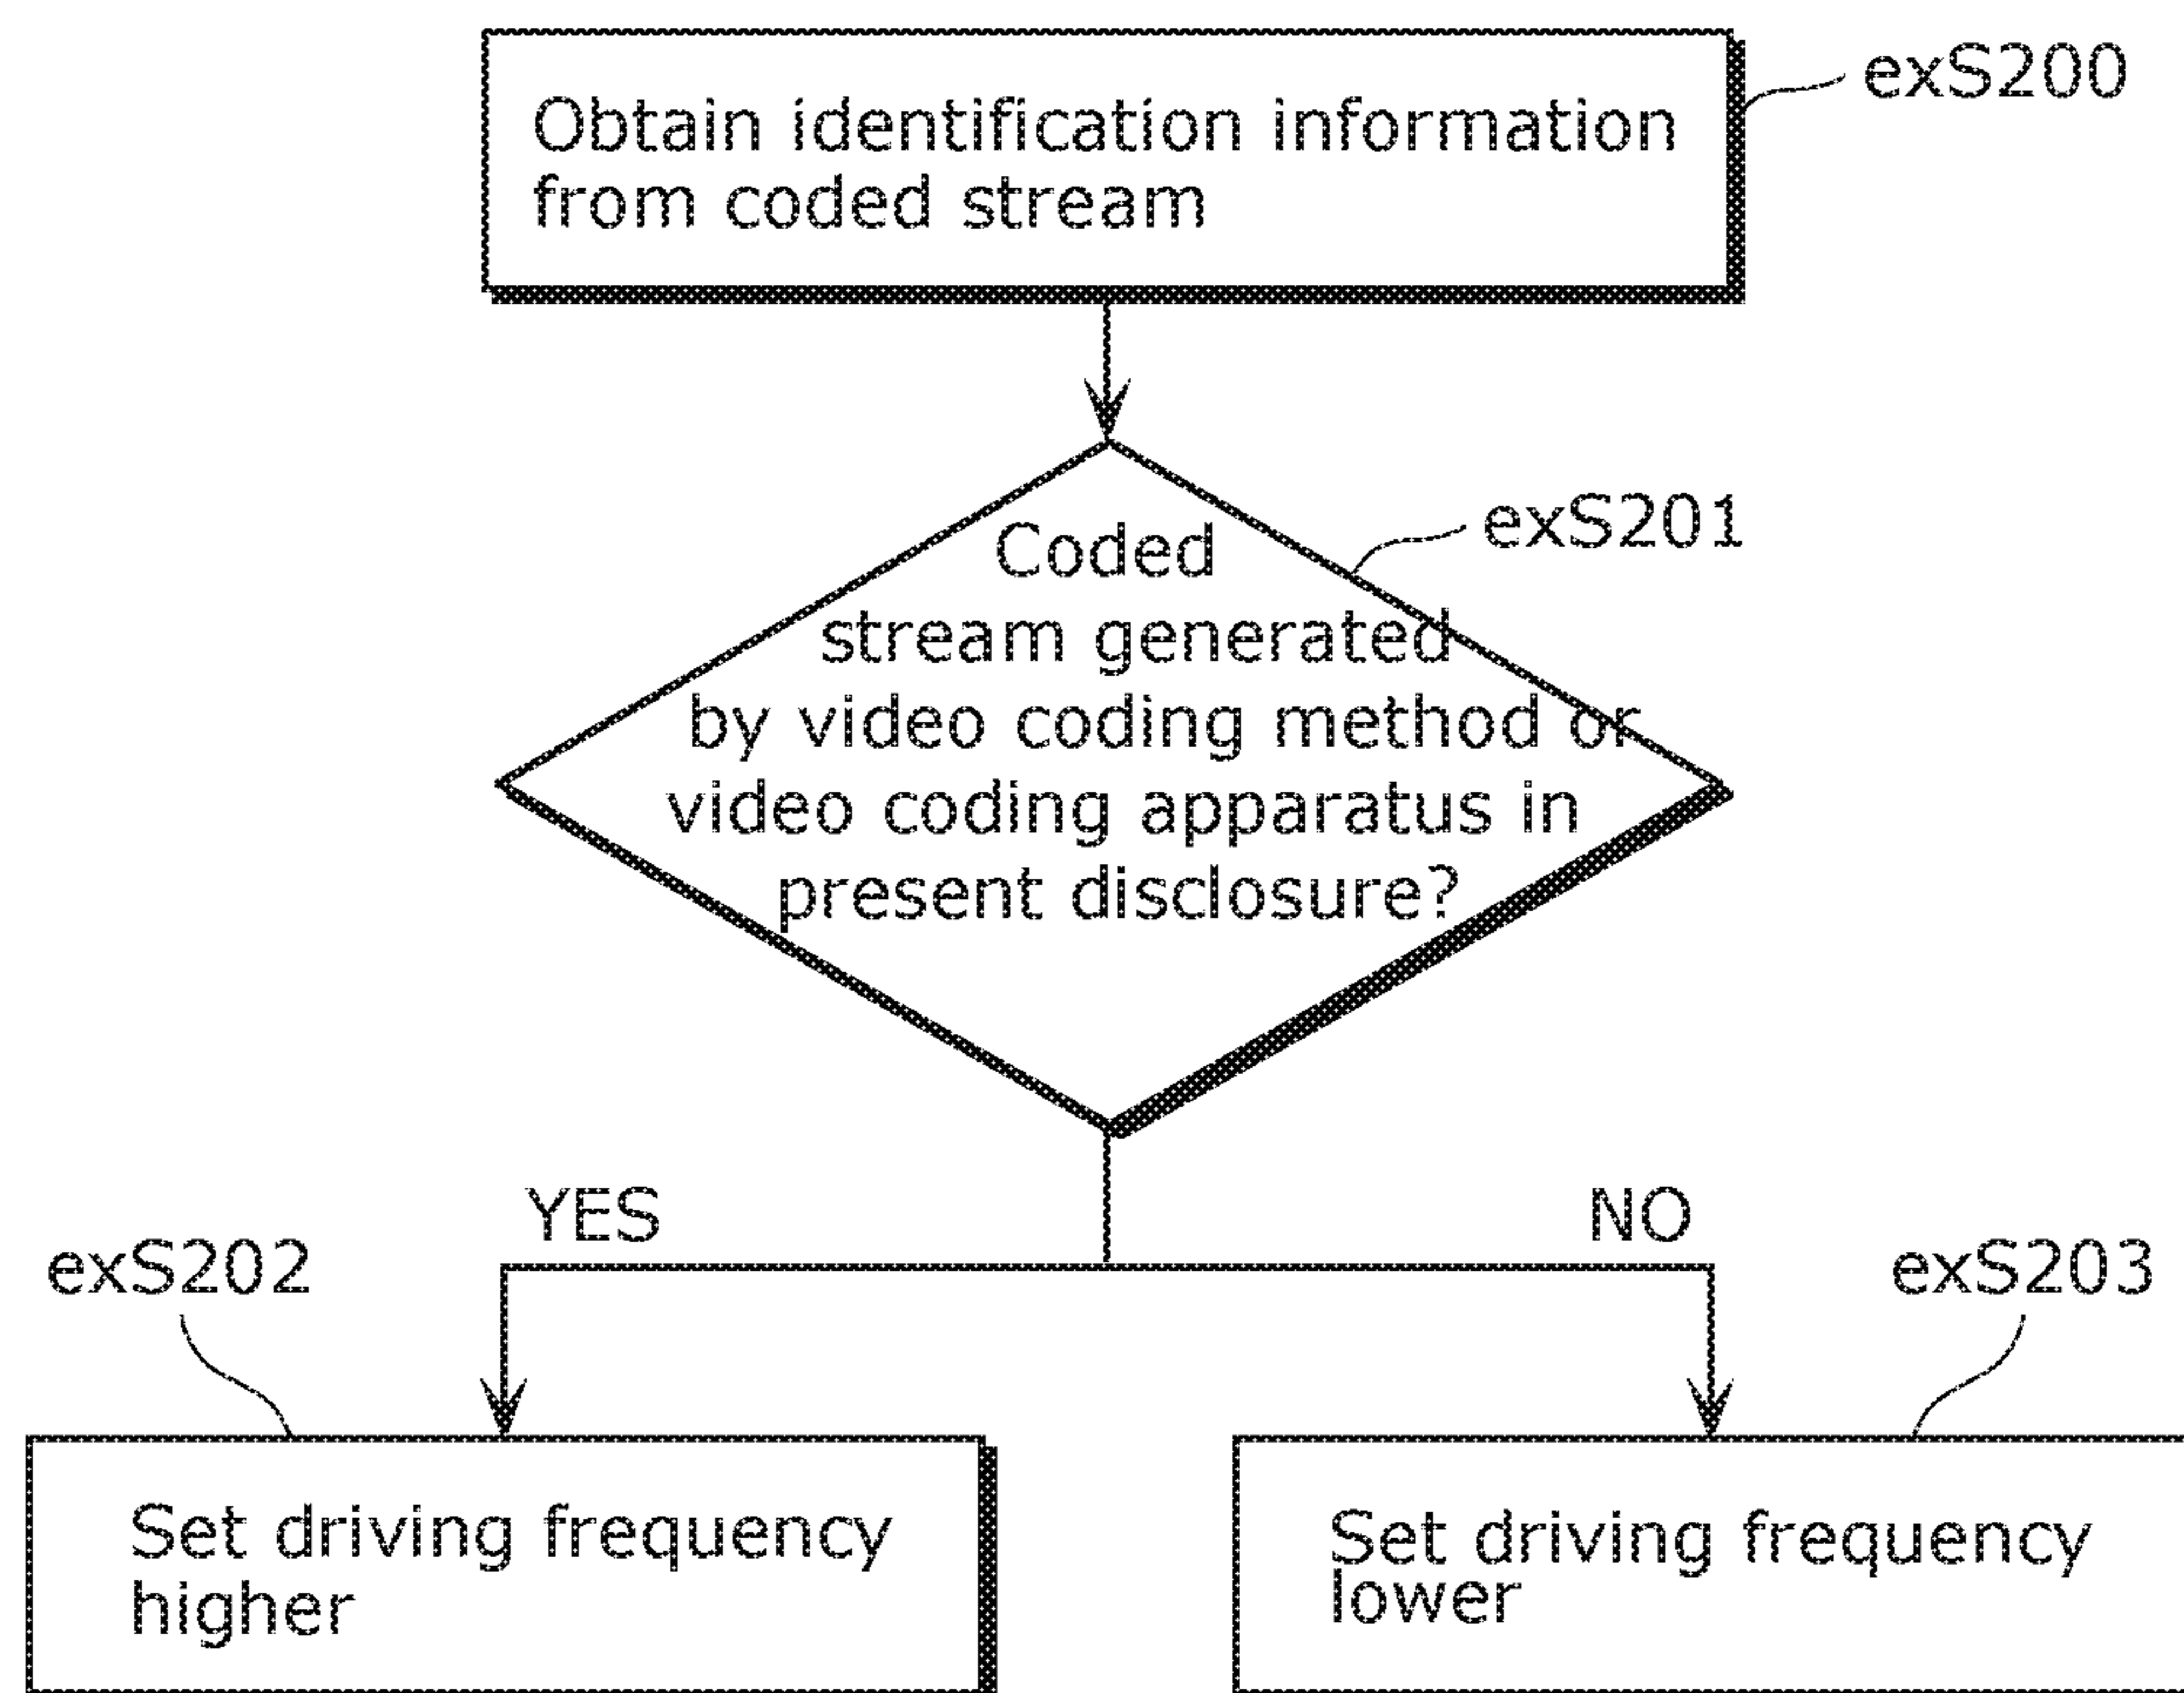 Obtain identification information
from coded stream
exS200
exS201
Coded
stream generated
by video coding method or
video coding apparatus in
present disclosure?
YES
NO
exS202
exS203
Set driving frequency
higher
Set driving frequency
lower